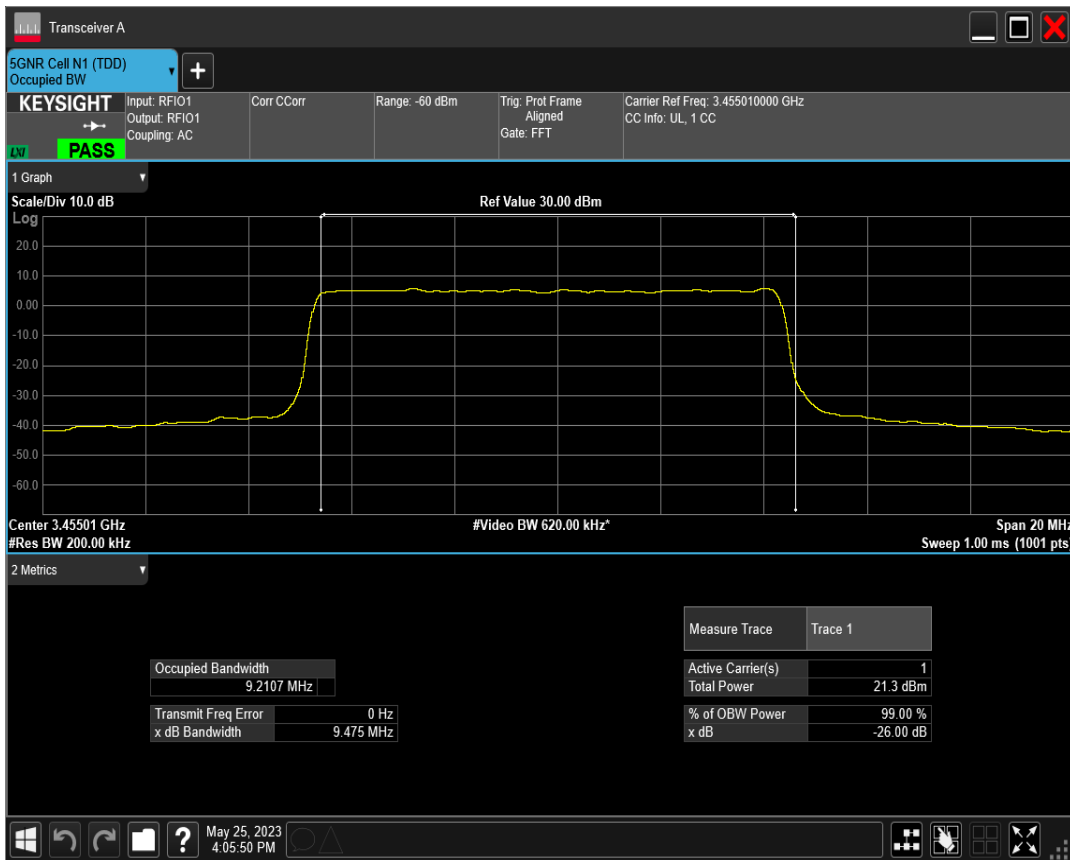 Transceiver A
5GNR Cell N1 (TDD)
Occupied BW
+
KEYSIGHT
LXI
PASS
Input: RFIO1
Output: RFIO1
Coupling: AC
Corr CCorr
Range: -60 dBm
Trig: Prot Frame
Aligned
Gate: FFT
Carrier Ref Freq: 3.455010000 GHz
CC Info: UL, 1 CC
1 Graph
Scale/Div 10.0 dB
Ref Value 30.00 dBm
Log
20.0
10.0
0.00
-10.0
-20.0
-30.0
-40.0
-50.0
-60.0
Center 3.45501 GHz
#Video BW 620.00 kHz*
Span 20 MHz
#Res BW 200.00 kHz
Sweep 1.00 ms (1001 pts)
2 Metrics
Measure Trace Trace 1
Occupied Bandwidth
9.2107 MHz
Active Carrier(s) 1
Total Power 21.3 dBm
Transmit Freq Error 0 Hz
x dB Bandwidth 9.475 MHz
% of OBW Power 99.00 %
x dB -26.00 dB
?
May 25, 2023
4:05:50 PM